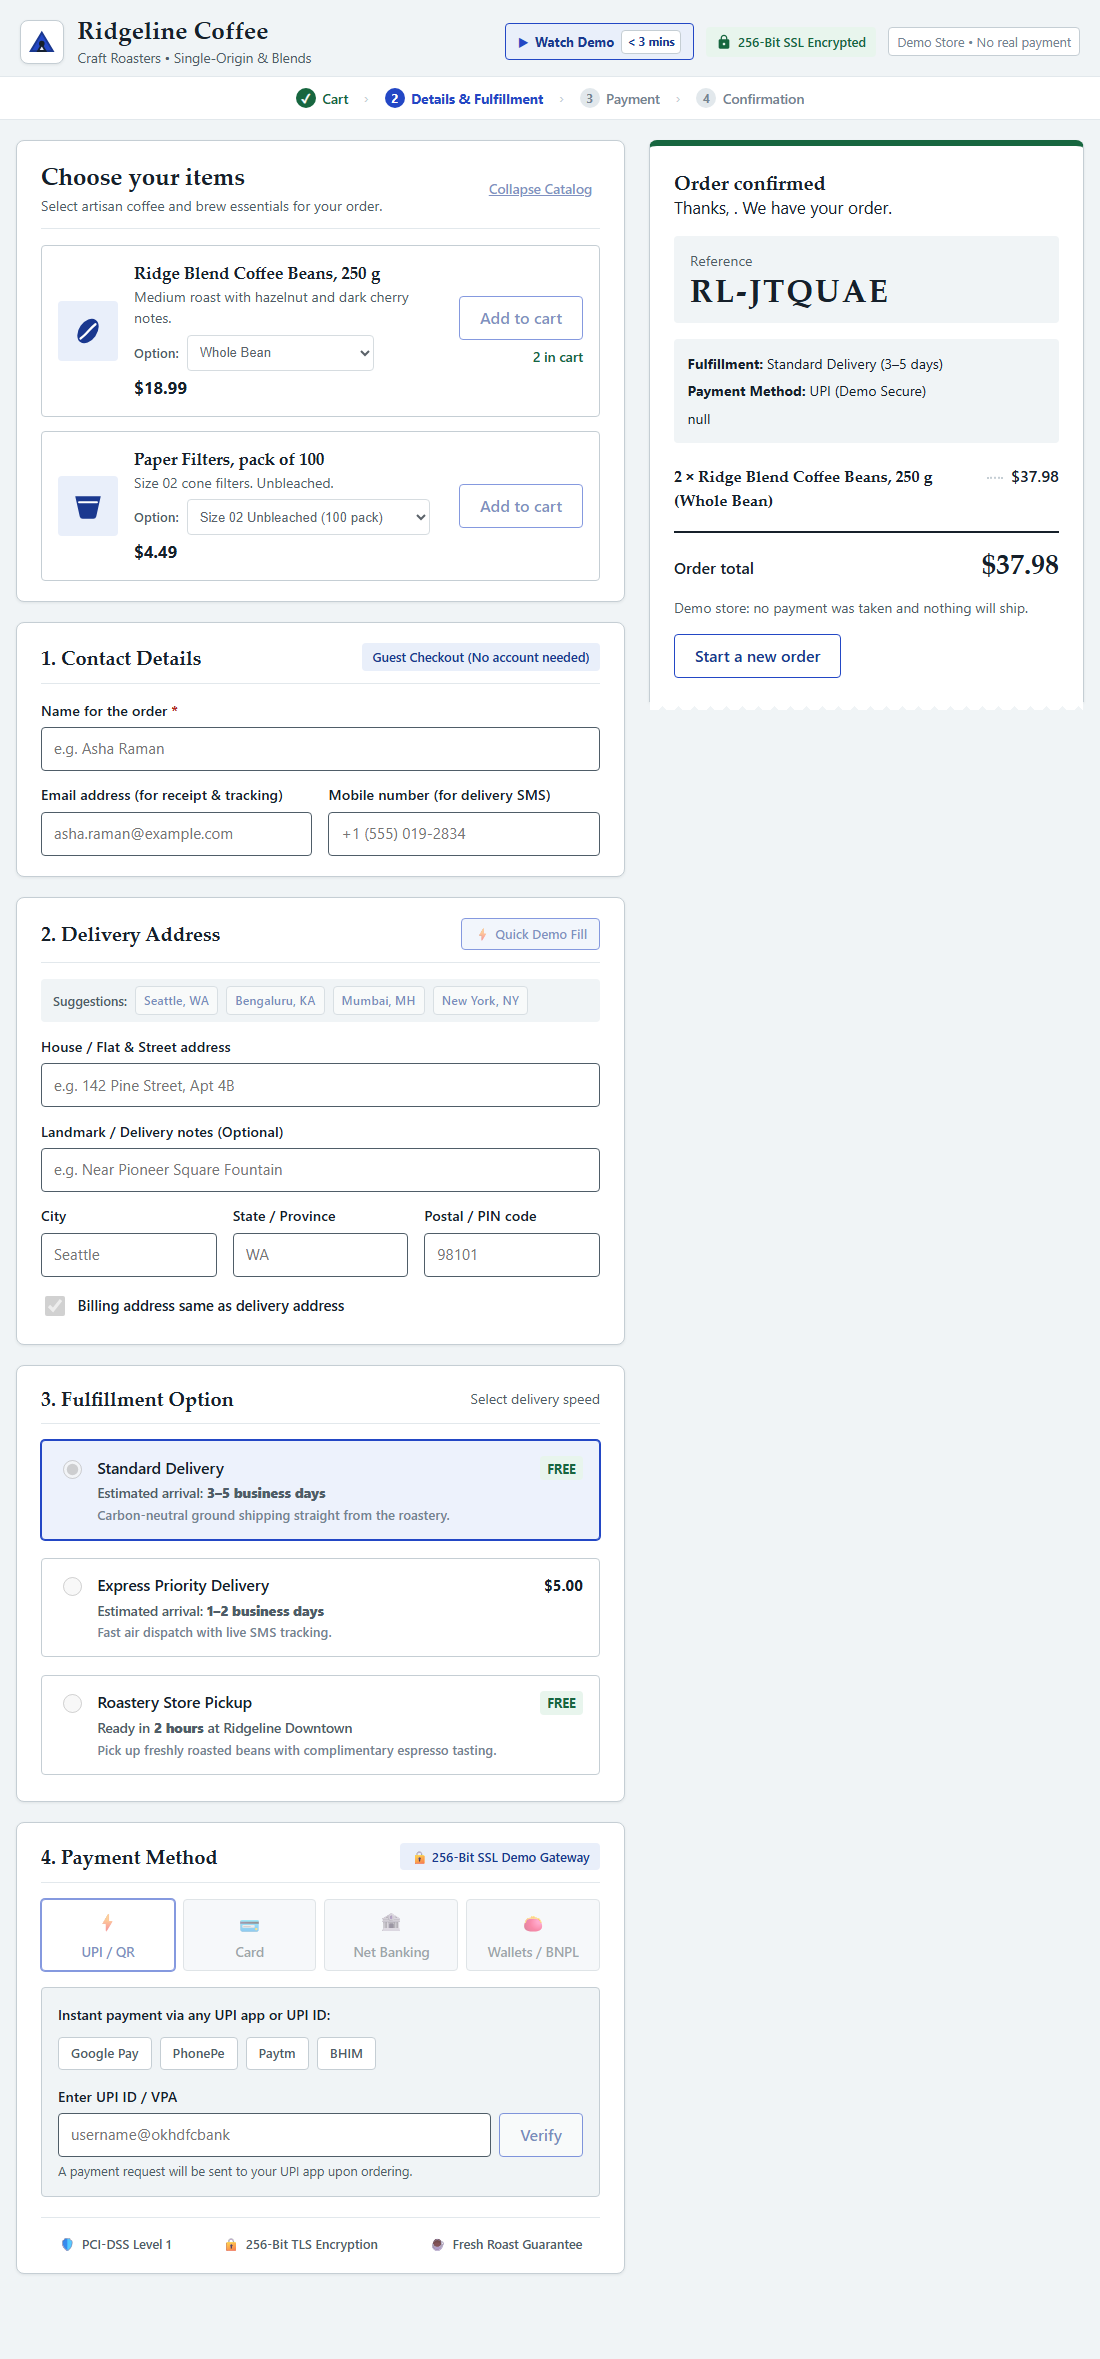 Ridgeline Coffee
Craft Roasters • Single-Origin & Blends
▶ Watch Demo < 3 mins
256-Bit SSL Encrypted
Demo Store • No real payment
✓ Cart › 2 Details & Fulfillment › 3 Payment › 4 Confirmation
Choose your items
Select artisan coffee and brew essentials for your order.
Collapse Catalog
Ridge Blend Coffee Beans, 250 g
Medium roast with hazelnut and dark cherry
notes.
Option: Whole Bean
$18.99
Add to cart
2 in cart
Paper Filters, pack of 100
Size 02 cone filters. Unbleached.
Option: Size 02 Unbleached (100 pack)
$4.49
Add to cart
1. Contact Details
Guest Checkout (No account needed)
Name for the order *
e.g. Asha Raman
Email address (for receipt & tracking)
asha.raman@example.com
Mobile number (for delivery SMS)
+1 (555) 019-2834
2. Delivery Address
Quick Demo Fill
Suggestions: Seattle, WA Bengaluru, KA Mumbai, MH New York, NY
House / Flat & Street address
e.g. 142 Pine Street, Apt 4B
Landmark / Delivery notes (Optional)
e.g. Near Pioneer Square Fountain
City
Seattle
State / Province
WA
Postal / PIN code
98101
Billing address same as delivery address
3. Fulfillment Option
Select delivery speed
Standard Delivery
FREE
Estimated arrival: 3–5 business days
Carbon-neutral ground shipping straight from the roastery.
Express Priority Delivery
$5.00
Estimated arrival: 1–2 business days
Fast air dispatch with live SMS tracking.
Roastery Store Pickup
FREE
Ready in 2 hours at Ridgeline Downtown
Pick up freshly roasted beans with complimentary espresso tasting.
4. Payment Method
256-Bit SSL Demo Gateway
UPI / QR
Card
Net Banking
Wallets / BNPL
Instant payment via any UPI app or UPI ID:
Google Pay PhonePe Paytm BHIM
Enter UPI ID / VPA
username@okhdfcbank
Verify
A payment request will be sent to your UPI app upon ordering.
PCI-DSS Level 1
256-Bit TLS Encryption
Fresh Roast Guarantee
Order confirmed
Thanks, . We have your order.
Reference
RL-JTQUAE
Fulfillment: Standard Delivery (3–5 days)
Payment Method: UPI (Demo Secure)
null
2 × Ridge Blend Coffee Beans, 250 g
(Whole Bean)
$37.98
Order total
$37.98
Demo store: no payment was taken and nothing will ship.
Start a new order